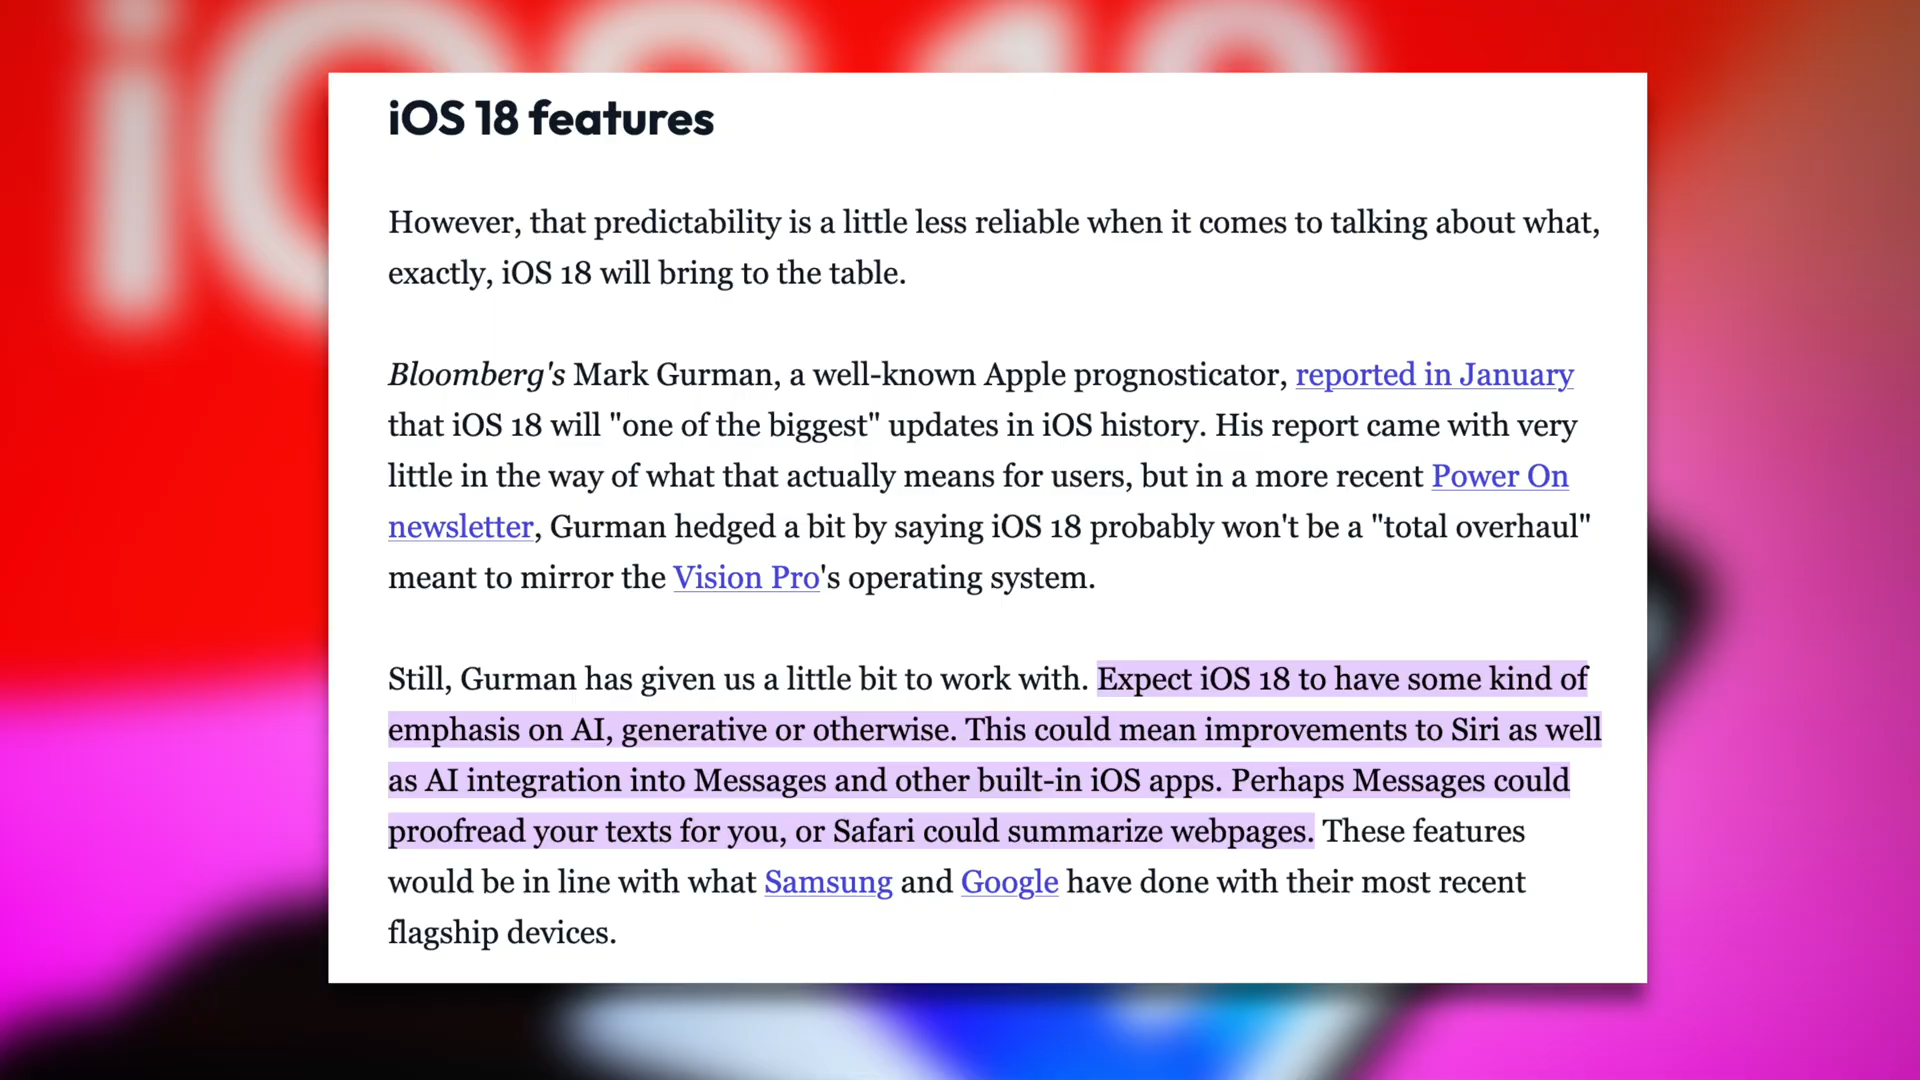 iOS 18
iOS 18 features
However, that predictability is a little less reliable when it comes to talking about what,
exactly, iOS 18 will bring to the table.
Bloomberg's Mark Gurman, a well-known Apple prognosticator, reported in January
that iOS 18 will "one of the biggest" updates in iOS history. His report came with very
little in the way of what that actually means for users, but in a more recent Power On
newsletter, Gurman hedged a bit by saying iOS 18 probably won't be a "total overhaul"
meant to mirror the Vision Pro's operating system.
Still, Gurman has given us a little bit to work with. Expect iOS 18 to have some kind of
emphasis on AI, generative or otherwise. This could mean improvements to Siri as well
as AI integration into Messages and other built-in iOS apps. Perhaps Messages could
proofread your texts for you, or Safari could summarize webpages. These features
would be in line with what Samsung and Google have done with their most recent
flagship devices.